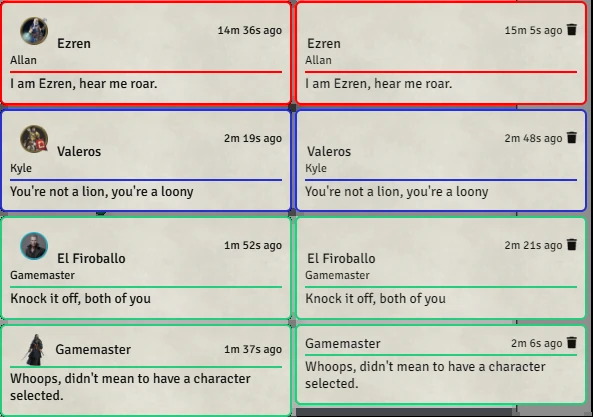 Ezren 14m 36s ago
Allan
I am Ezren, hear me roar.
Valeros 2m 19s ago
Kyle
You're not a lion, you're a loony
El Firoballo 1m 52s ago
Gamemaster
Knock it off, both of you
Gamemaster 1m 37s ago
Whoops, didn't mean to have a character
selected.
Ezren 15m 5s ago
Allan
I am Ezren, hear me roar.
Valeros 2m 48s ago
Kyle
You're not a lion, you're a loony
El Firoballo 2m 21s ago
Gamemaster
Knock it off, both of you
Gamemaster 2m 6s ago
Whoops, didn't mean to have a character
selected.